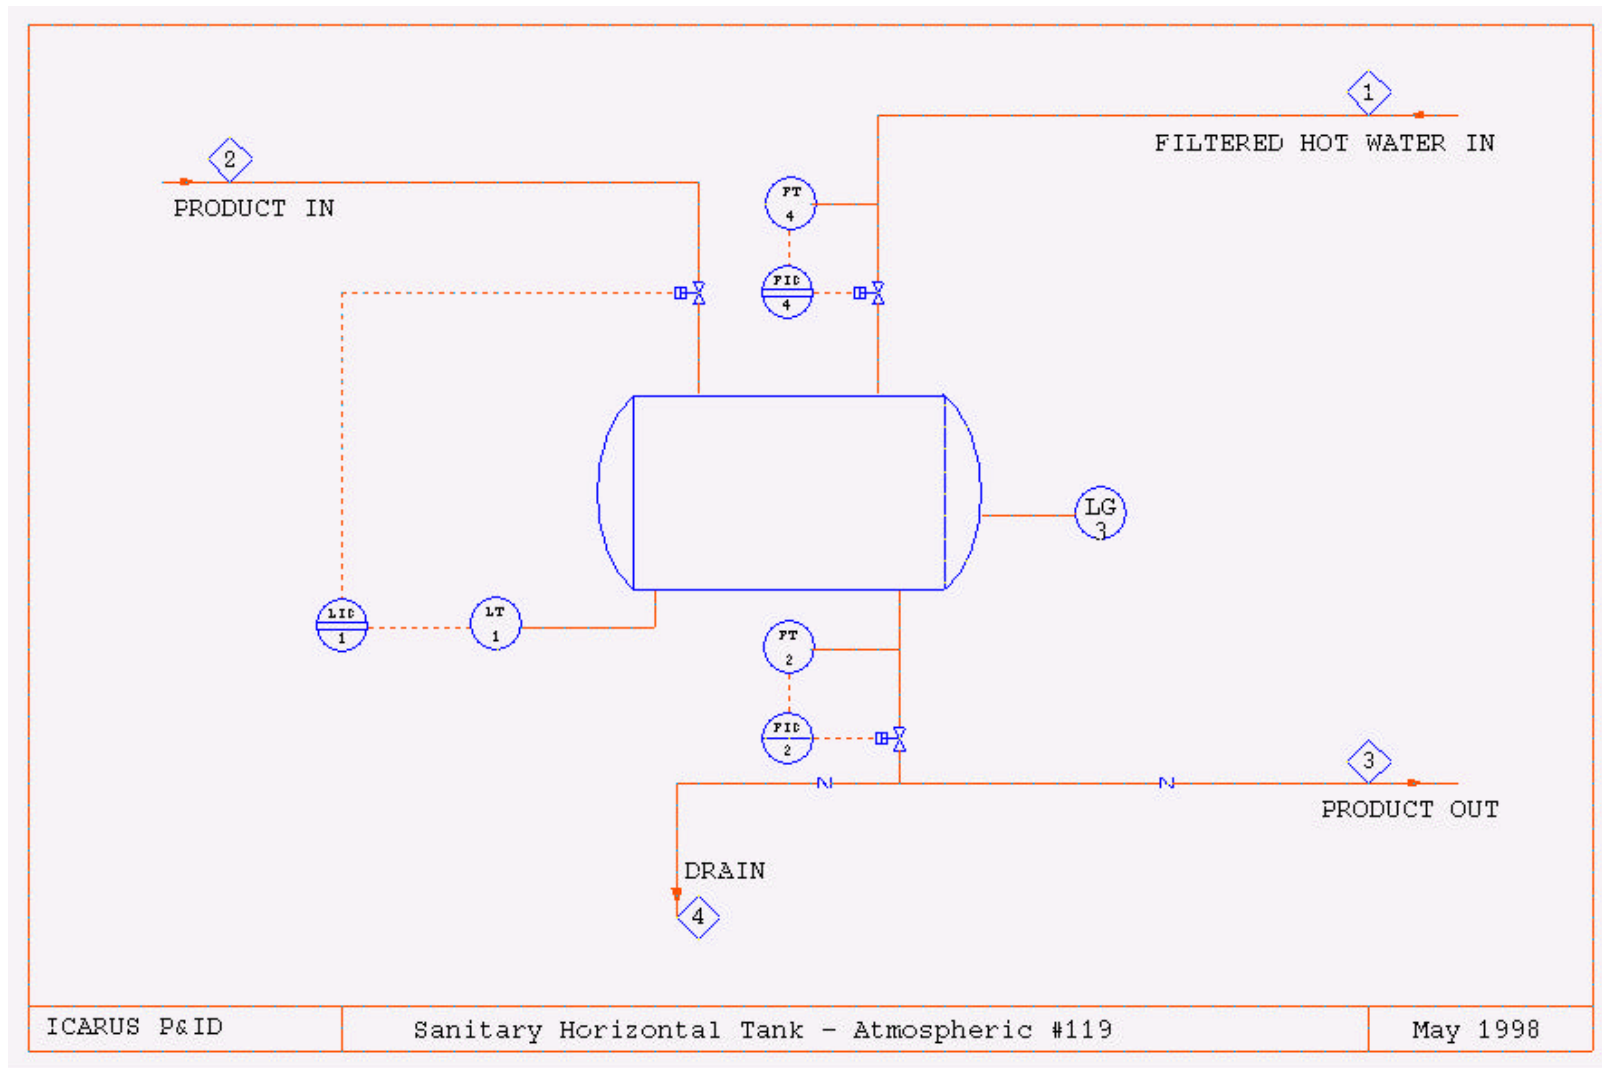 1
FILTERED HOT WATER IN
2
PRODUCT IN
FT
4
FIC
4
LG
3
LIC
1
LT
1
FT
2
FIC
2
3
PRODUCT OUT
DRAIN
4
ICARUS P&ID
Sanitary Horizontal Tank - Atmospheric #119
May 1998